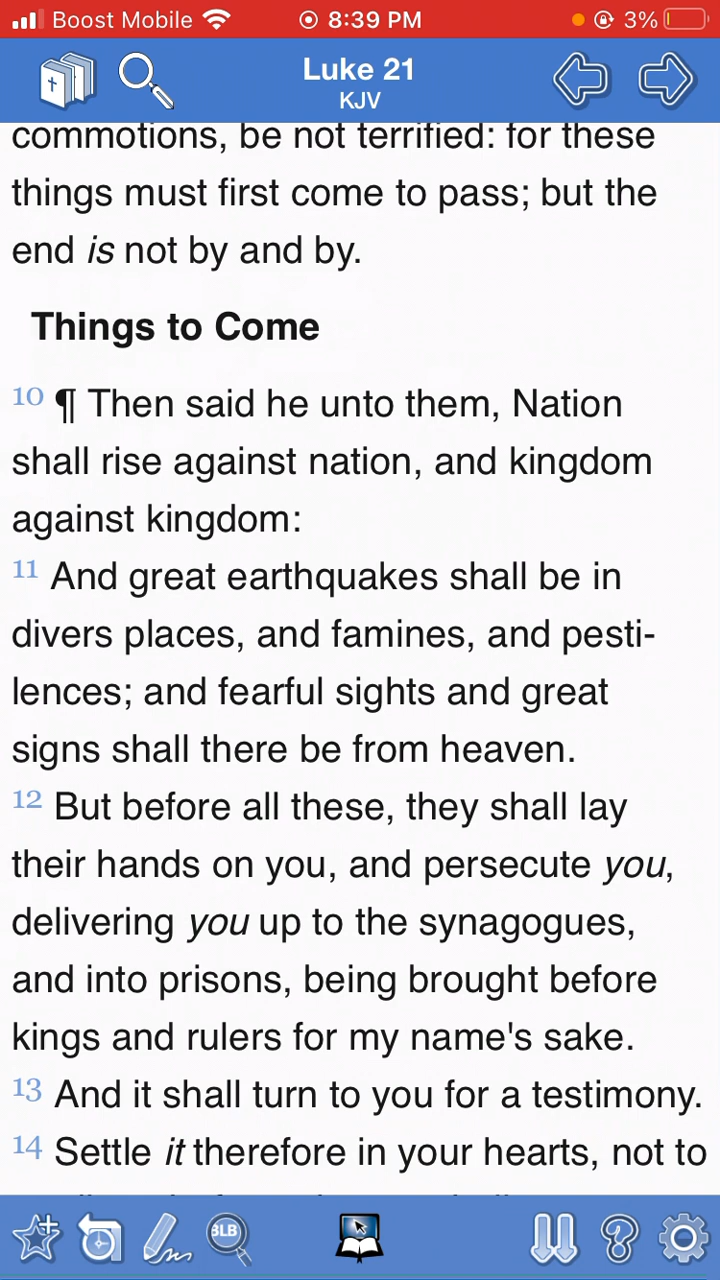 Boost Mobile 8:39 PM 3%
Luke 21
KJV
commotions, be not terrified: for these
things must first come to pass; but the
end is not by and by.
Things to Come
10 ¶ Then said he unto them, Nation
shall rise against nation, and kingdom
against kingdom:
11 And great earthquakes shall be in
divers places, and famines, and pesti-
lences; and fearful sights and great
signs shall there be from heaven.
12 But before all these, they shall lay
their hands on you, and persecute you,
delivering you up to the synagogues,
and into prisons, being brought before
kings and rulers for my name's sake.
13 And it shall turn to you for a testimony.
14 Settle it therefore in your hearts, not to
BLB